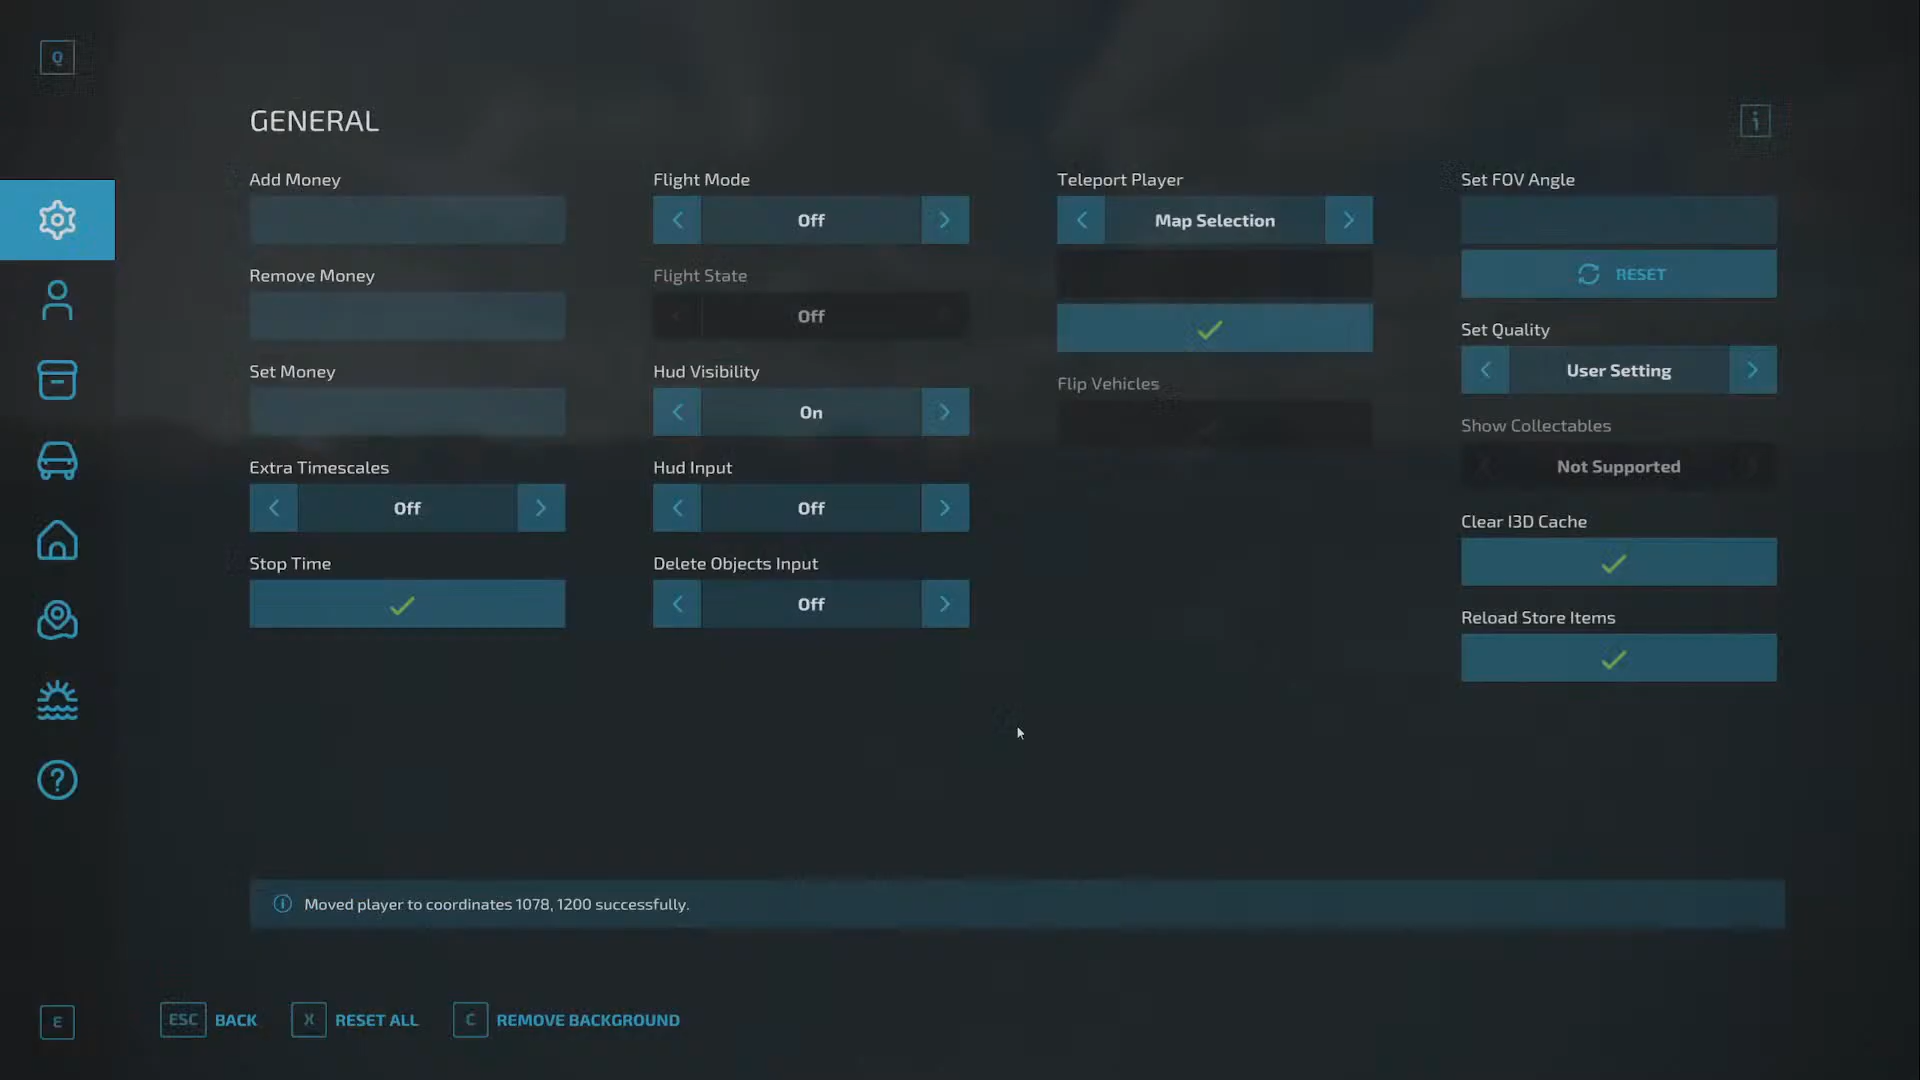 Q
GENERAL
i
Add Money
Flight Mode
Off
Teleport Player
Map Selection
Set FOV Angle
RESET
Remove Money
Flight State
Off
Set Quality
User Setting
Set Money
Hud Visibility
On
Flip Vehicles
Show Collectables
Not Supported
Extra Timescales
Off
Hud Input
Off
Clear I3D Cache
Stop Time
Delete Objects Input
Off
Reload Store Items
?
Moved player to coordinates 1078, 1200 successfully.
E
ESC BACK
X RESET ALL
C REMOVE BACKGROUND